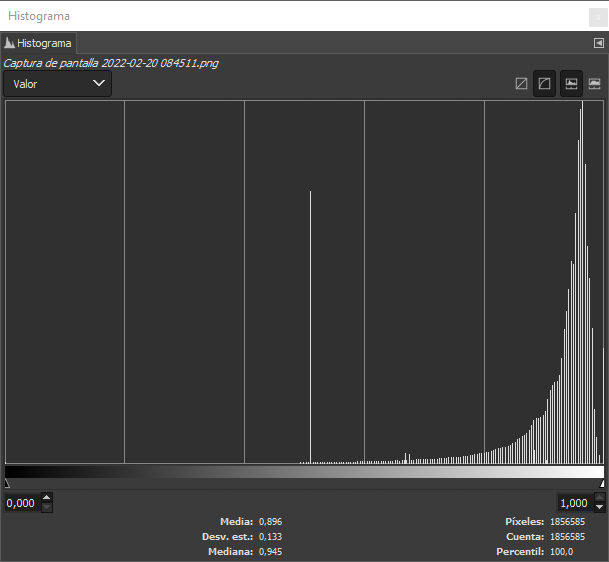 Histograma
Histograma
Captura de pantalla 2022-02-20 084511.png
Valor
0,000 1,000
Media: 0,896 Píxeles: 1856585
Desv. est.: 0,133 Cuenta: 1856585
Mediana: 0,945 Percentil: 100,0